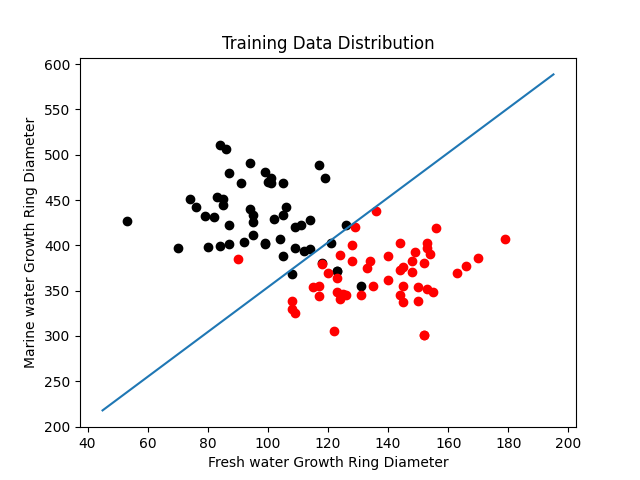 Training Data Distribution
600
550
500
450
400
350
300
250
200
Marine water Growth Ring Diameter
40 60 80 100 120 140 160 180 200
Fresh water Growth Ring Diameter